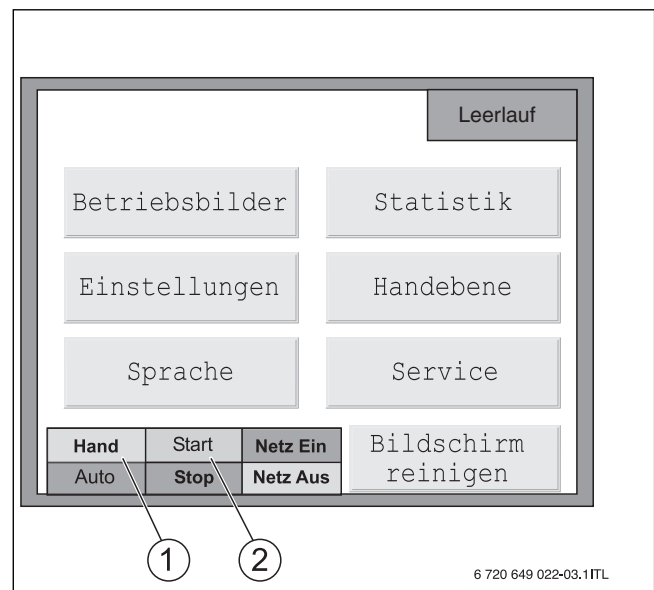 Leerlauf
Betriebsbilder Statistik
Einstellungen Handebene
Sprache Service
Hand Start Netz Ein
Auto Stop Netz Aus
Bildschirm
reinigen
1 2
6 720 649 022-03.1ITL